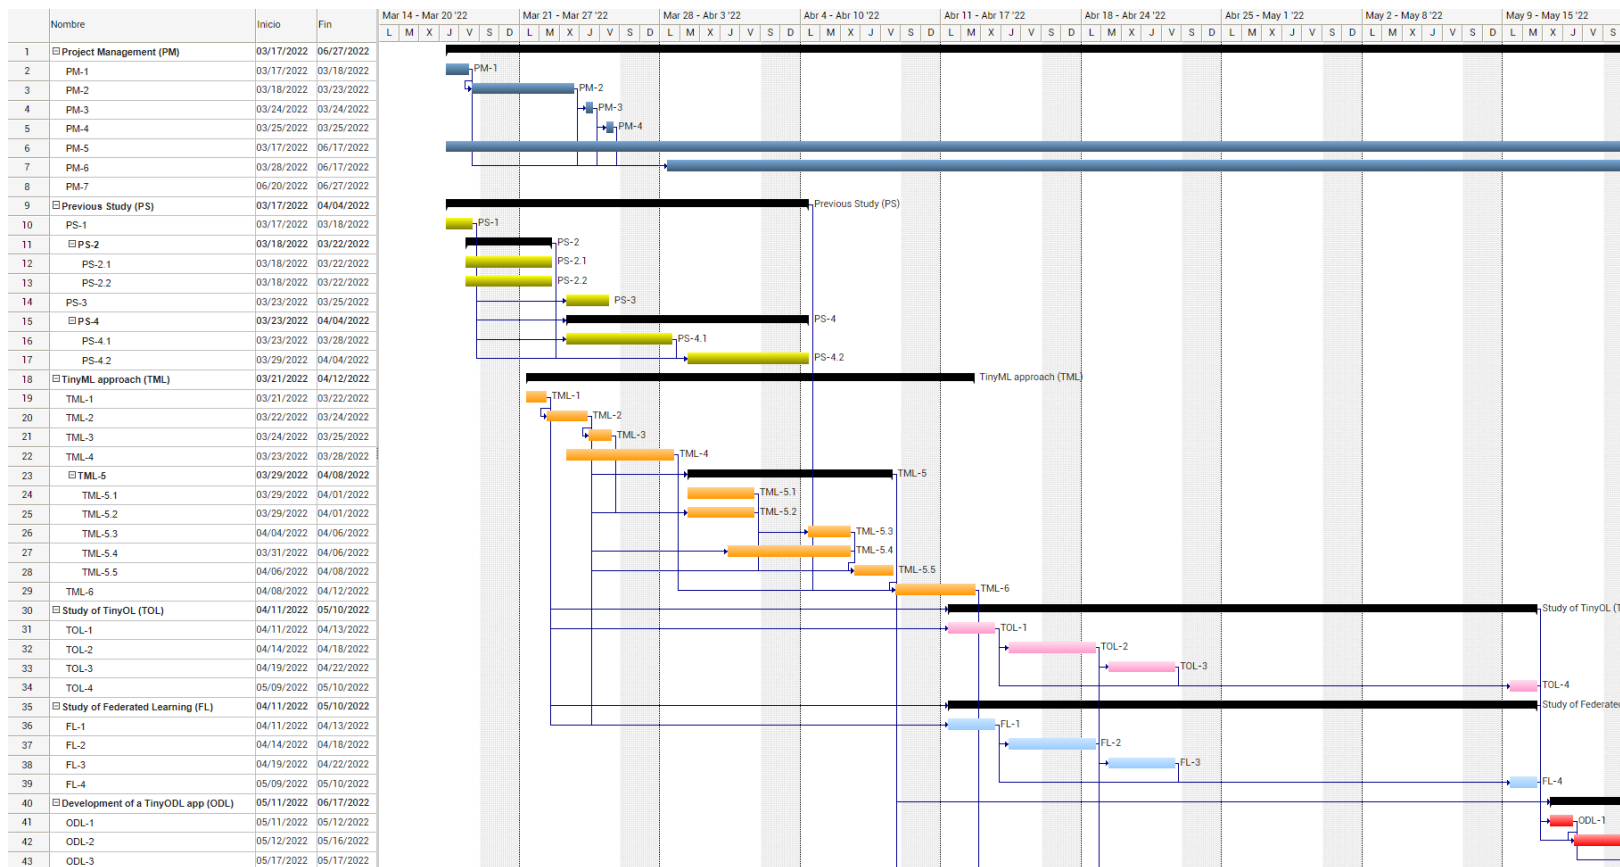 Nombre Inicio Fin Mar 14 - Mar 20 '22 Mar 21 - Mar 27 '22 Mar 28 - Abr 3 '22 Abr 4 - Abr 10 '22 Abr 11 - Abr 17 '22 Abr 18 - Abr 24 '22 Abr 25 - May 1 '22 May 2 - May 8 '22 May 9 - May 15 '22
L M X J V S D L M X J V S D L M X J V S D L M X J V S D L M X J V S D L M X J V S D L M X J V S D L M X J V S D L M X J V S
1 Project Management (PM) 03/17/2022 06/27/2022
2 PM-1 03/17/2022 03/18/2022 PM-1
3 PM-2 03/18/2022 03/23/2022 PM-2
4 PM-3 03/24/2022 03/24/2022 PM-3
5 PM-4 03/25/2022 03/25/2022 PM-4
6 PM-5 03/17/2022 06/17/2022
7 PM-6 03/28/2022 06/17/2022
8 PM-7 06/20/2022 06/27/2022
9 Previous Study (PS) 03/17/2022 04/04/2022 Previous Study (PS)
10 PS-1 03/17/2022 03/18/2022 PS-1
11 PS-2 03/18/2022 03/22/2022 PS-2
12 PS-2.1 03/18/2022 03/22/2022 PS-2.1
13 PS-2.2 03/18/2022 03/22/2022 PS-2.2
14 PS-3 03/23/2022 03/25/2022 PS-3
15 PS-4 03/23/2022 04/04/2022 PS-4
16 PS-4.1 03/23/2022 03/28/2022 PS-4.1
17 PS-4.2 03/29/2022 04/04/2022 PS-4.2
18 TinyML approach (TML) 03/21/2022 04/12/2022 TinyML approach (TML)
19 TML-1 03/21/2022 03/22/2022 TML-1
20 TML-2 03/22/2022 03/24/2022 TML-2
21 TML-3 03/24/2022 03/25/2022 TML-3
22 TML-4 03/23/2022 03/28/2022 TML-4
23 TML-5 03/29/2022 04/08/2022 TML-5
24 TML-5.1 03/29/2022 04/01/2022 TML-5.1
25 TML-5.2 03/29/2022 04/01/2022 TML-5.2
26 TML-5.3 04/04/2022 04/06/2022 TML-5.3
27 TML-5.4 03/31/2022 04/06/2022 TML-5.4
28 TML-5.5 04/06/2022 04/08/2022 TML-5.5
29 TML-6 04/08/2022 04/12/2022 TML-6
30 Study of TinyOL (TOL) 04/11/2022 05/10/2022 Study of TinyOL (T
31 TOL-1 04/11/2022 04/13/2022 TOL-1
32 TOL-2 04/14/2022 04/18/2022 TOL-2
33 TOL-3 04/19/2022 04/22/2022 TOL-3
34 TOL-4 05/09/2022 05/10/2022 TOL-4
35 Study of Federated Learning (FL) 04/11/2022 05/10/2022 Study of Federated
36 FL-1 04/11/2022 04/13/2022 FL-1
37 FL-2 04/14/2022 04/18/2022 FL-2
38 FL-3 04/19/2022 04/22/2022 FL-3
39 FL-4 05/09/2022 05/10/2022 FL-4
40 Development of a TinyODL app (ODL) 05/11/2022 06/17/2022
41 ODL-1 05/11/2022 05/12/2022 ODL-1
42 ODL-2 05/12/2022 05/16/2022
43 ODL-3 05/17/2022 05/17/2022